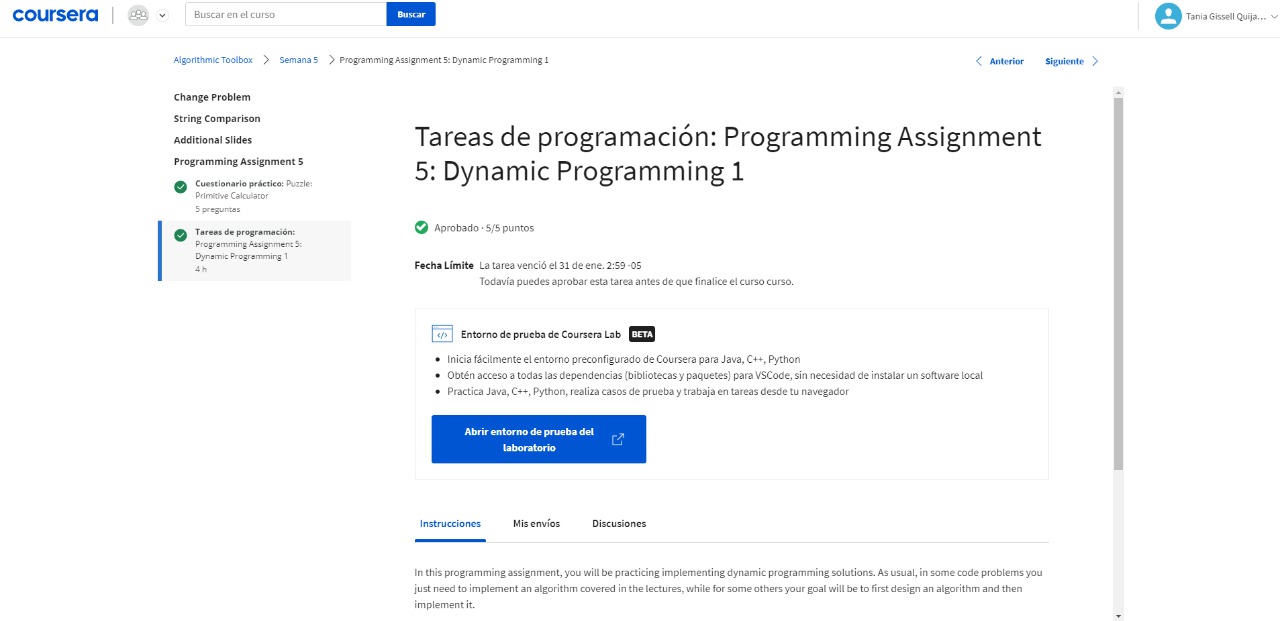 coursera
Buscar en el curso
Buscar
Tania Gissell Quija...
Algorithmic Toolbox
Semana 5
Programming Assignment 5: Dynamic Programming 1
Anterior
Siguiente
Change Problem
String Comparison
Additional Slides
Programming Assignment 5
Cuestionario práctico: Puzzle:
Primitive Calculator
5 preguntas
Tareas de programación:
Programming Assignment 5:
Dynamic Programming 1
4 h
Tareas de programación: Programming Assignment
5: Dynamic Programming 1
Aprobado · 5/5 puntos
Fecha Límite La tarea venció el 31 de ene. 2:59 -05
Todavía puedes aprobar esta tarea antes de que finalice el curso curso.
Entorno de prueba de Coursera Lab BETA
• Inicia fácilmente el entorno preconfigurado de Coursera para Java, C++, Python
• Obtén acceso a todas las dependencias (bibliotecas y paquetes) para VSCode, sin necesidad de instalar un software local
• Practica Java, C++, Python, realiza casos de prueba y trabaja en tareas desde tu navegador
Abrir entorno de prueba del
laboratorio
Instrucciones
Mis envíos
Discusiones
In this programming assignment, you will be practicing implementing dynamic programming solutions. As usual, in some code problems you
just need to implement an algorithm covered in the lectures, while for some others your goal will be to first design an algorithm and then
implement it.